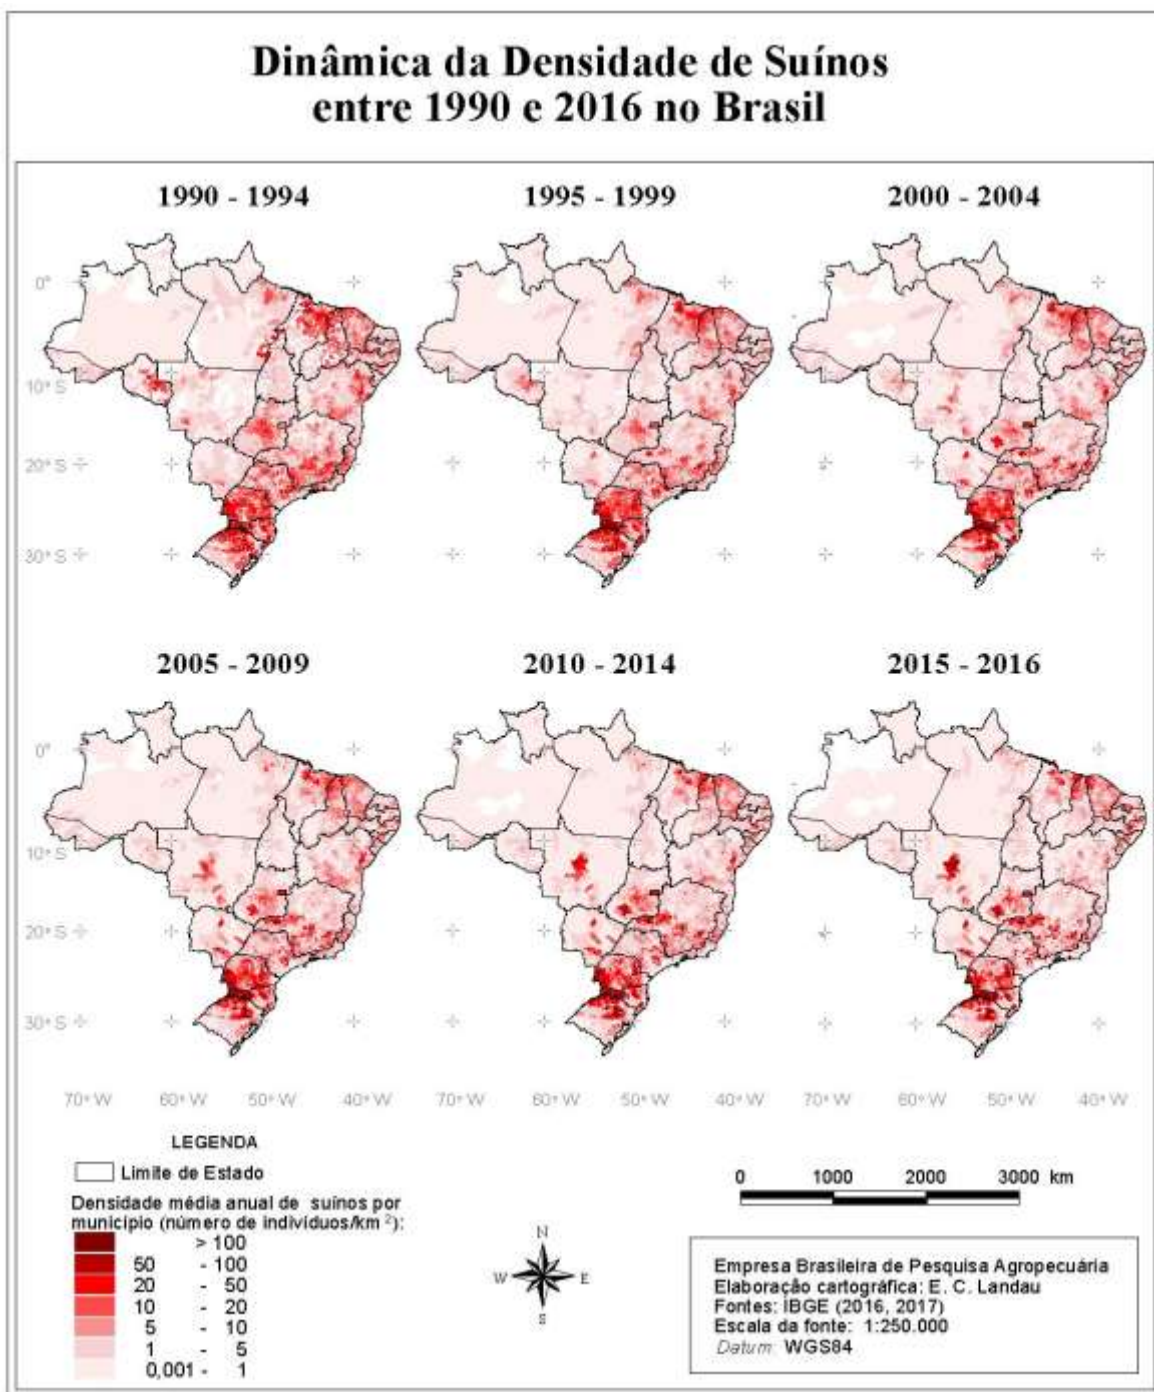 Dinâmica da Densidade de Suínos
entre 1990 e 2016 no Brasil
1990 - 1994
1995 - 1999
2000 - 2004
0°
10° S
20° S
30° S
2005 - 2009
2010 - 2014
2015 - 2016
0°
10° S
20° S
30° S
70° W 60° W 50° W 40° W
70° W 60° W 50° W 40° W
70° W 60° W 50° W 40° W
LEGENDA
Limite de Estado
Densidade média anual de suínos por
município (número de indivíduos/km²):
> 100
50 - 100
20 - 50
10 - 20
5 - 10
1 - 5
0,001 - 1
N
W E
S
0 1000 2000 3000 km
Empresa Brasileira de Pesquisa Agropecuária
Elaboração cartográfica: E. C. Landau
Fontes: IBGE (2016, 2017)
Escala da fonte: 1:250.000
Datum: WGS84